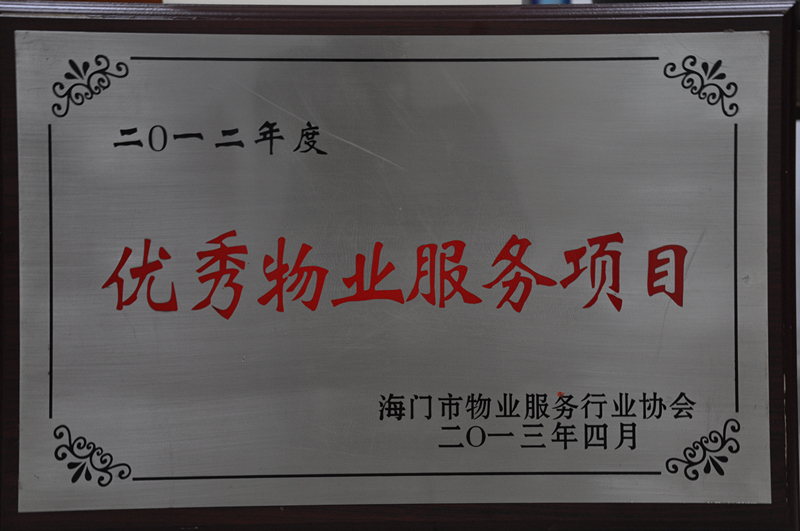 二〇一二年度
优秀物业服务项目
海门市物业服务行业协会
二〇一三年四月